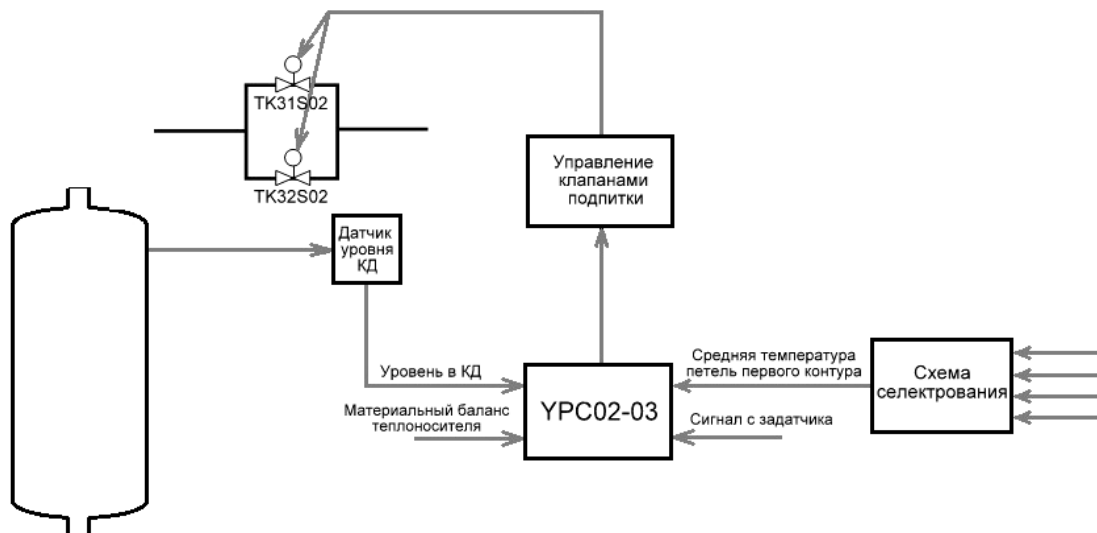 TK31S02
TK32S02
Управление
клапанами
подпитки
Датчик
уровня
КД
Уровень в КД
Материальный баланс
теплоносителя
YPC02-03
Средняя температура
петель первого контура
Сигнал с задатчика
Схема
селектрования